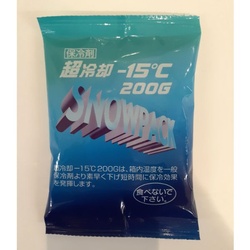 保冷剤
超冷却 -15℃
200G
SNOWPACK
超冷却-15℃ 200Gは、箱内温度を一般
保冷剤より素早く下げ短時間に保冷効果
を発揮します。
食べないで
下さい。